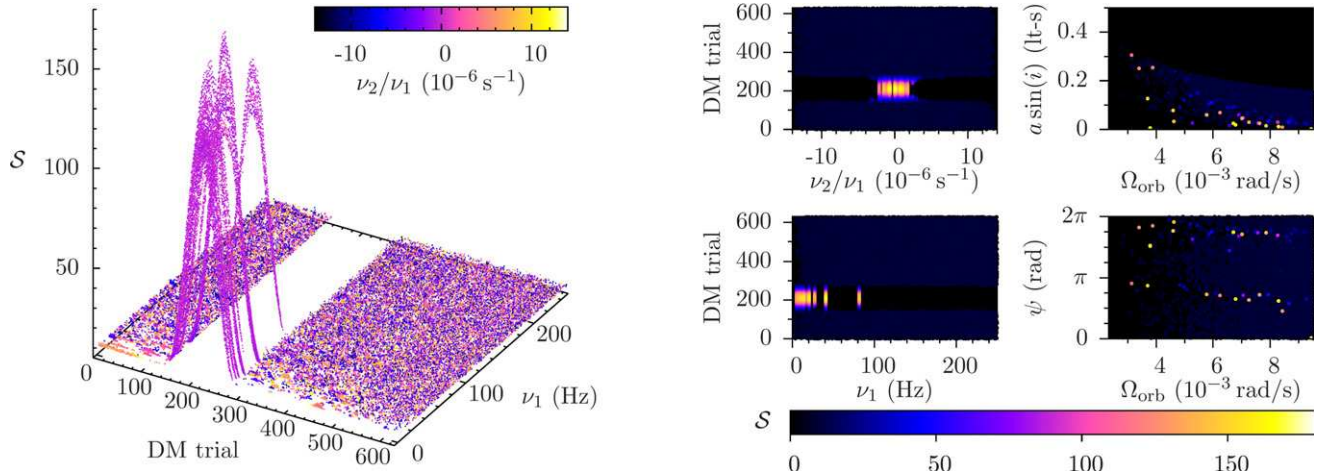 -10 0 10
ν₂/ν₁ (10⁻⁶ s⁻¹)
S
150
100
50
0
100
200
300
400
500
600
DM trial
0
100
200
ν₁ (Hz)
DM trial
600
400
200
0
-10 0 10
ν₂/ν₁ (10⁻⁶ s⁻¹)
a sin(i) (lt-s)
0.4
0.2
0
4 6 8
Ω_orb (10⁻³ rad/s)
DM trial
600
400
200
0
0 100 200
ν₁ (Hz)
ψ (rad)
2π
π
0
4 6 8
Ω_orb (10⁻³ rad/s)
S
0 50 100 150